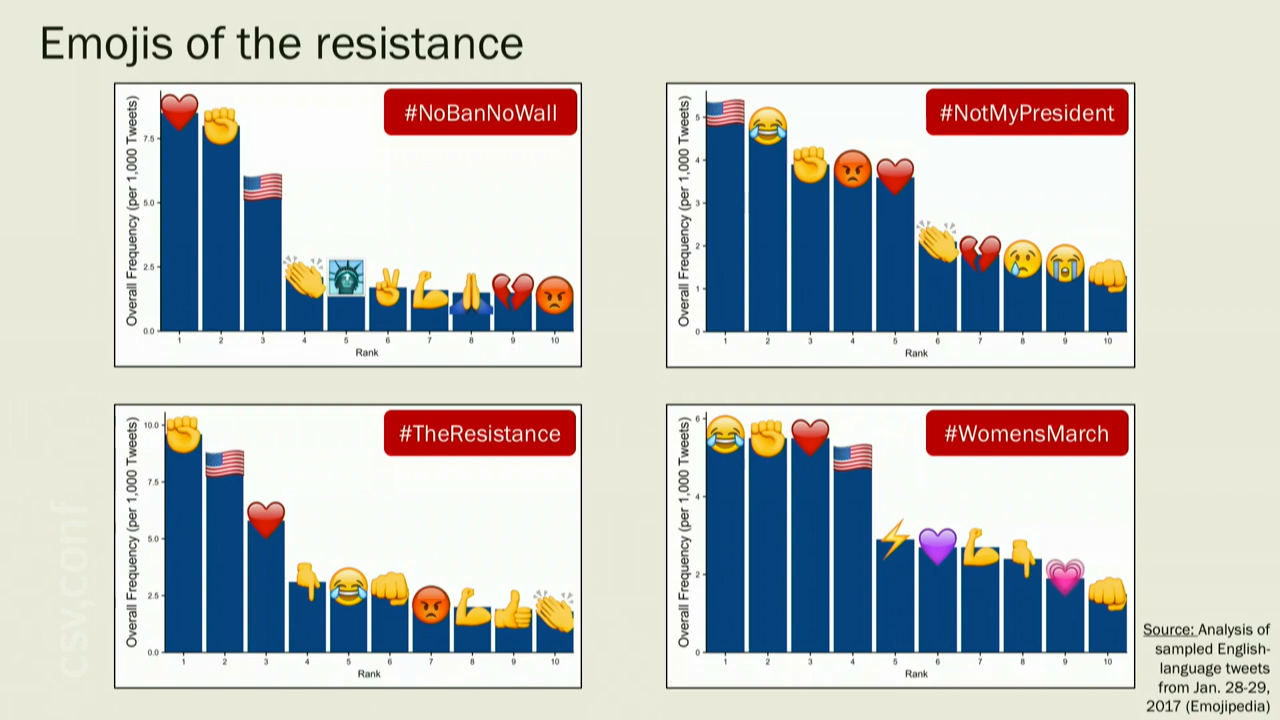 Emojis of the resistance
#NoBanNoWall
Overall Frequency (per 1,000 Tweets)
7.5
5.0
2.5
0.0
1 2 3 4 5 6 7 8 9 10
Rank
#NotMyPresident
Overall Frequency (per 1,000 Tweets)
5
4
3
2
1
0
1 2 3 4 5 6 7 8 9 10
Rank
#TheResistance
Overall Frequency (per 1,000 Tweets)
10.0
7.5
5.0
2.5
0.0
1 2 3 4 5 6 7 8 9 10
Rank
#WomensMarch
Overall Frequency (per 1,000 Tweets)
6
4
2
0
1 2 3 4 5 6 7 8 9 10
Rank
Source: Analysis of
sampled English-
language tweets
from Jan. 28-29,
2017 (Emojipedia)
csv,conf